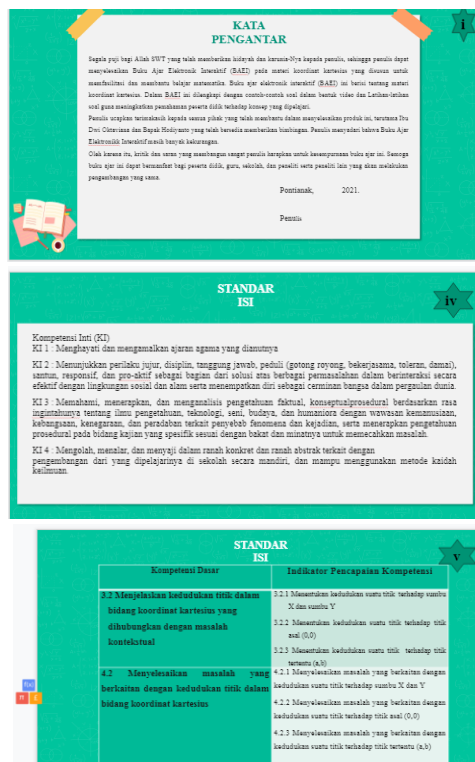 KATA
PENGANTAR
i
Segala puji bagi Allah SWT yang telah memberikan hidayah dan karunia-Nya kepada penulis, sehingga penulis dapat
menyelesaikan Buku Ajar Elektronik Interaktif (BAEI) pada materi koordinat kartesius yang disusun untuk
memfasilitasi dan membantu belajar matematika. Buku ajar elektronik interaktif (BAEI) ini berisi tentang materi
koordinat kartesius. Dalam BAEI ini dilengkapi dengan contoh-contoh soal dalam bentuk video dan Latihan-latihan
soal guna meningkatkan pemahaman peserta didik terhadap konsep yang dipelajari.
Penulis ucapkan terimakasih kepada semua pihak yang telah membantu dalam menyelesaikan produk ini, terutama Ibu
Dwi Oktaviana dan Bapak Hodiyanto yang telah bersedia memberikan bimbingan. Penulis menyadari bahwa Buku Ajar
Elektronikk Interaktif masih banyak kekurangan.
Oleh karena itu, kritik dan saran yang membangun sangat penulis harapkan untuk kesempurnaan buku ajar ini. Semoga
buku ajar ini dapat bermanfaat bagi peserta didik, guru, sekolah, dan peneliti serta peneliti lain yang akan melakukan
pengembangan yang sama.
Pontianak, 2021.
Penulis
STANDAR
ISI
iv
Kompetensi Inti (KI)
KI 1 : Menghayati dan mengamalkan ajaran agama yang dianutnya
KI 2 : Menunjukkan perilaku jujur, disiplin, tanggung jawab, peduli (gotong royong, bekerjasama, toleran, damai),
santun, responsif, dan pro-aktif sebagai bagian dari solusi atas berbagai permasalahan dalam berinteraksi secara
efektif dengan lingkungan sosial dan alam serta menempatkan diri sebagai cerminan bangsa dalam pergaulan dunia.
KI 3 : Memahami, menerapkan, dan menganalisis pengetahuan faktual, konseptualprosedural berdasarkan rasa
ingintahunya tentang ilmu pengetahuan, teknologi, seni, budaya, dan humaniora dengan wawasan kemanusiaan,
kebangsaan, kenegaraan, dan peradaban terkait penyebab fenomena dan kejadian, serta menerapkan pengetahuan
prosedural pada bidang kajian yang spesifik sesuai dengan bakat dan minatnya untuk memecahkan masalah.
KI 4 : Mengolah, menalar, dan menyaji dalam ranah konkret dan ranah abstrak terkait dengan
pengembangan dari yang dipelajarinya di sekolah secara mandiri, dan mampu menggunakan metode kaidah
keilmuan.
STANDAR
ISI
v
Kompetensi Dasar
Indikator Pencapaian Kompetensi
3.2 Menjelaskan kedudukan titik dalam
bidang koordinat kartesius yang
dihubungkan dengan masalah
kontekstual
3.2.1 Menentukan kedudukan suatu titik terhadap sumbu
X dan sumbu Y
3.2.2 Menentukan kedudukan suatu titik terhadap titik
asal (0,0)
3.2.3 Menentukan kedudukan suatu titik terhadap titik
tertentu (a,b)
4.2 Menyelesaikan masalah yang
berkaitan dengan kedudukan titik dalam
bidang koordinat kartesius
4.2.1 Menyelesaikan masalah yang berkaitan dengan
kedudukan suatu titik terhadap sumbu X dan Y
4.2.2 Menyelesaikan masalah yang berkaitan dengan
kedudukan suatu titik terhadap titik asal (0,0)
4.2.3 Menyelesaikan masalah yang berkaitan dengan
kedudukan suatu titik terhadap titik tertentu (a,b)